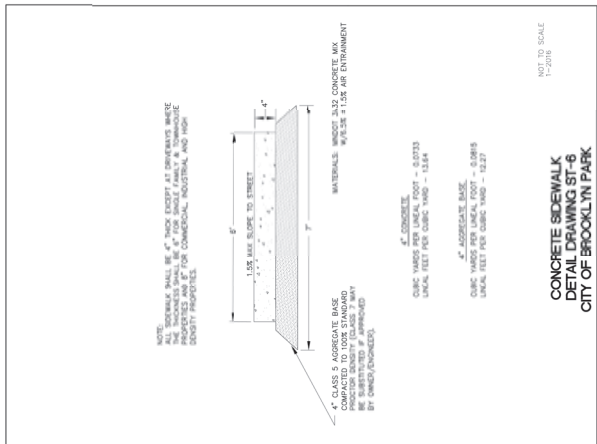 NOTE:
ALL SIDEWALK SHALL BE 4" THICK EXCEPT AT DRIVEWAYS WHERE
THE THICKNESS SHALL BE 6" FOR SINGLE FAMILY & TOWNHOUSE
PROPERTIES AND 8" FOR COMMERCIAL, INDUSTRIAL AND HIGH
DENSITY PROPERTIES.
6'
1.5% MAX SLOPE TO STREET
4"
7'
4" CLASS 5 AGGREGATE BASE
COMPACTED TO 100% STANDARD
PROCTOR DENSITY (CLASS 7 MAY
BE SUBSTITUTED IF APPROVED
BY OWNER/ENGINEER).
MATERIALS: MNDOT 3A32 CONCRETE MIX
W/6.5% ± 1.5% AIR ENTRAINMENT
4" CONCRETE
CUBIC YARDS PER LINEAL FOOT - 0.0733
LINEAL FEET PER CUBIC YARD - 13.64
4" AGGREGATE BASE
CUBIC YARDS PER LINEAL FOOT - 0.0815
LINEAL FEET PER CUBIC YARD - 12.27
NOT TO SCALE
1-2016
CONCRETE SIDEWALK
DETAIL DRAWING ST-6
CITY OF BROOKLYN PARK